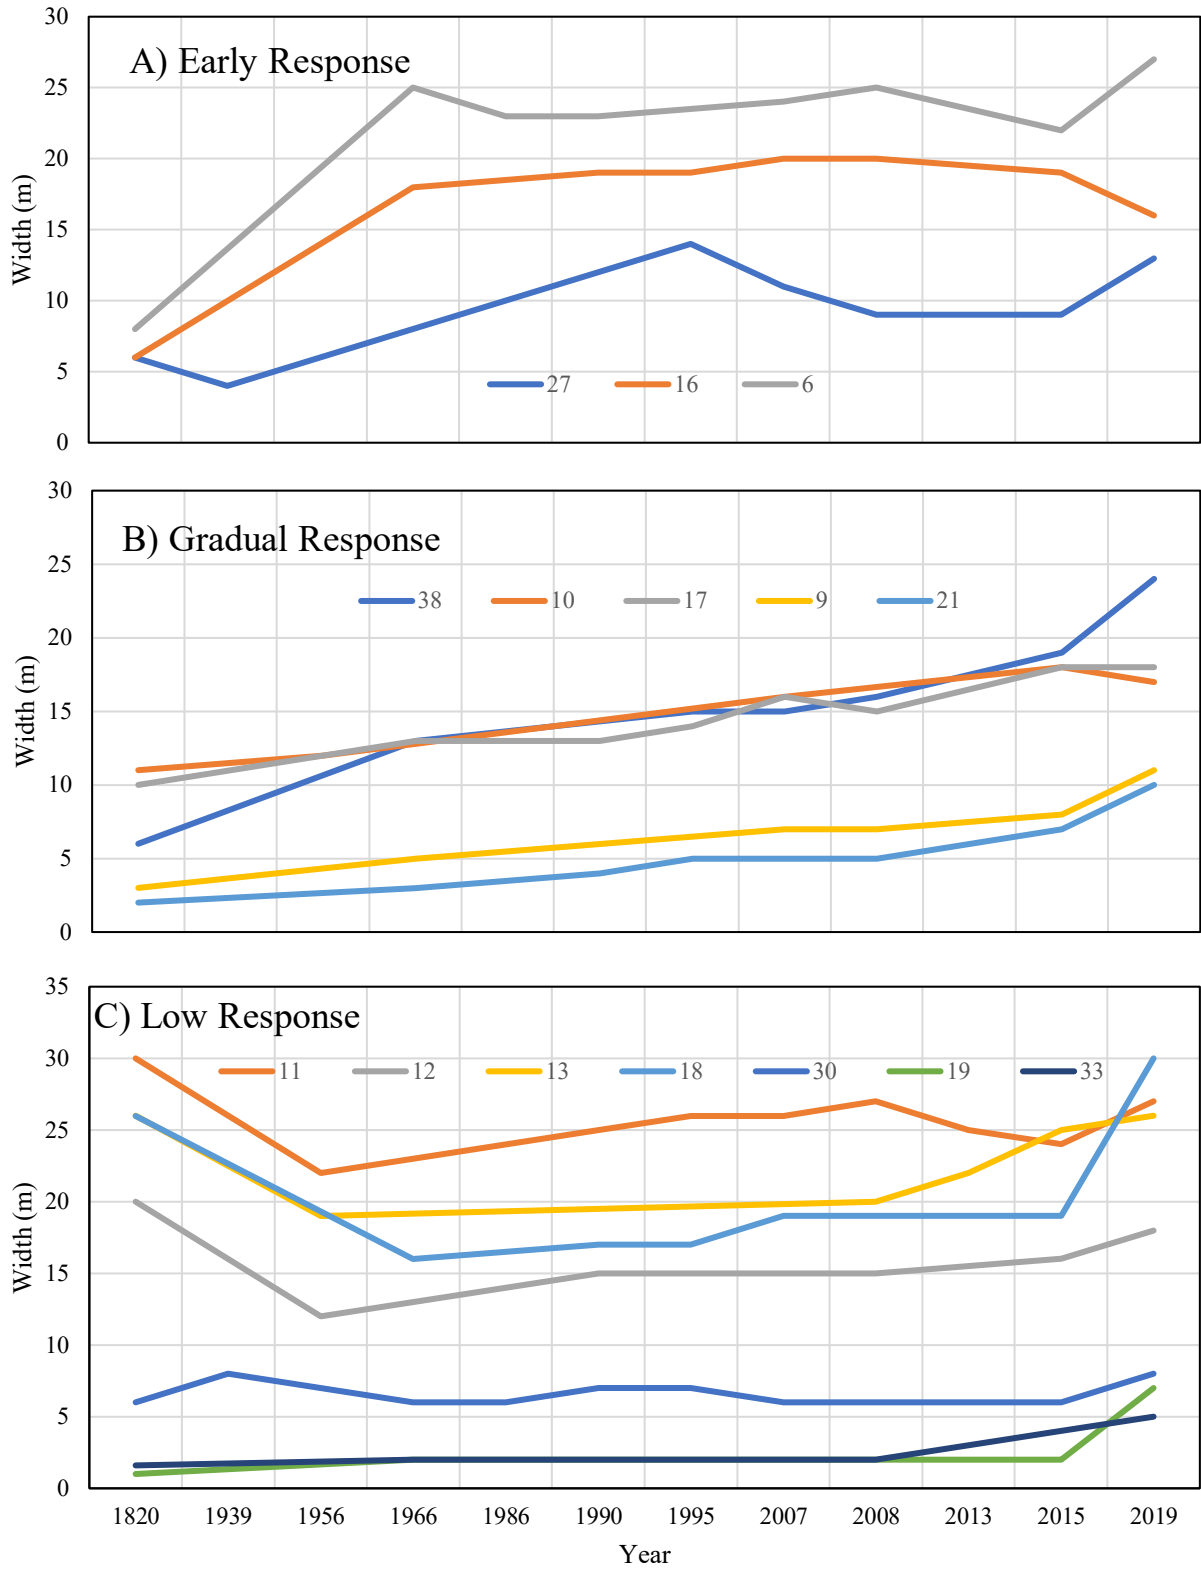 A) Early Response
30
25
20
15
10
5
0
Width (m)
27 16 6
B) Gradual Response
30
25
20
15
10
5
0
Width (m)
38 10 17 9 21
C) Low Response
35
30
25
20
15
10
5
0
Width (m)
11 12 13 18 30 19 33
1820 1939 1956 1966 1986 1990 1995 2007 2008 2013 2015 2019
Year